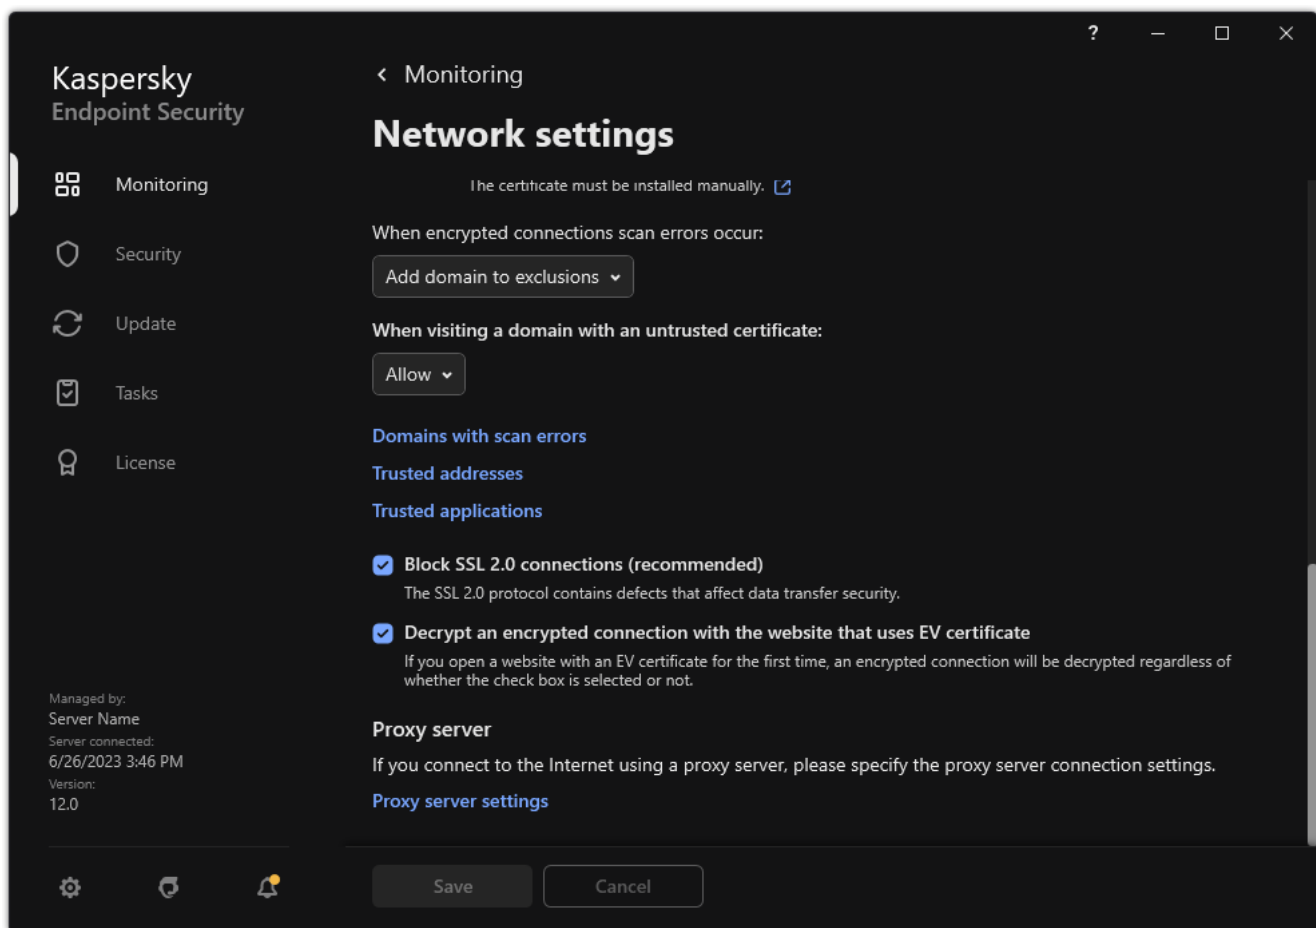 ?
Kaspersky
Endpoint Security
Monitoring
Security
Update
Tasks
License
Managed by:
Server Name
Server connected:
6/26/2023 3:46 PM
Version:
12.0
Monitoring
Network settings
The certificate must be installed manually.
When encrypted connections scan errors occur:
Add domain to exclusions
When visiting a domain with an untrusted certificate:
Allow
Domains with scan errors
Trusted addresses
Trusted applications
Block SSL 2.0 connections (recommended)
The SSL 2.0 protocol contains defects that affect data transfer security.
Decrypt an encrypted connection with the website that uses EV certificate
If you open a website with an EV certificate for the first time, an encrypted connection will be decrypted regardless of
whether the check box is selected or not.
Proxy server
If you connect to the Internet using a proxy server, please specify the proxy server connection settings.
Proxy server settings
Save
Cancel